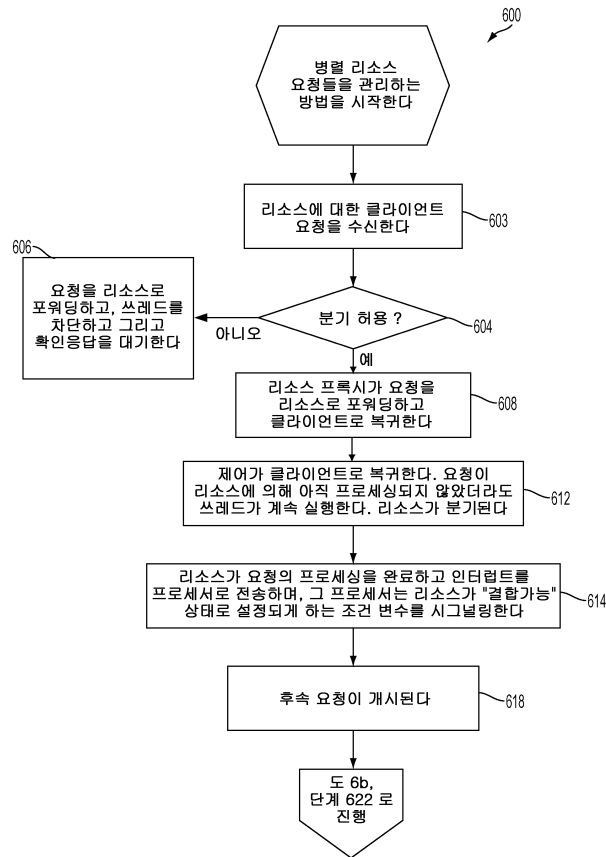 600
병렬 리소스
요청들을 관리하는
방법을 시작한다
리소스에 대한 클라이언트
요청을 수신한다
603
606
요청을 리소스로
포워딩하고, 쓰레드를
차단하고 그리고
확인응답을 대기한다
분기 허용 ?
604
아니오
예
리소스 프록시가 요청을
리소스로 포워딩하고
클라이언트로 복귀한다
608
제어가 클라이언트로 복귀한다. 요청이
리소스에 의해 아직 프로세싱되지 않았더라도
쓰레드가 계속 실행한다. 리소스가 분기된다
612
리소스가 요청의 프로세싱을 완료하고 인터럽트를
프로세서로 전송하며, 그 프로세서는 리소스가 "결합가능"
상태로 설정되게 하는 조건 변수를 시그널링한다
614
후속 요청이 개시된다
618
도 6b,
단계 622 로
진행